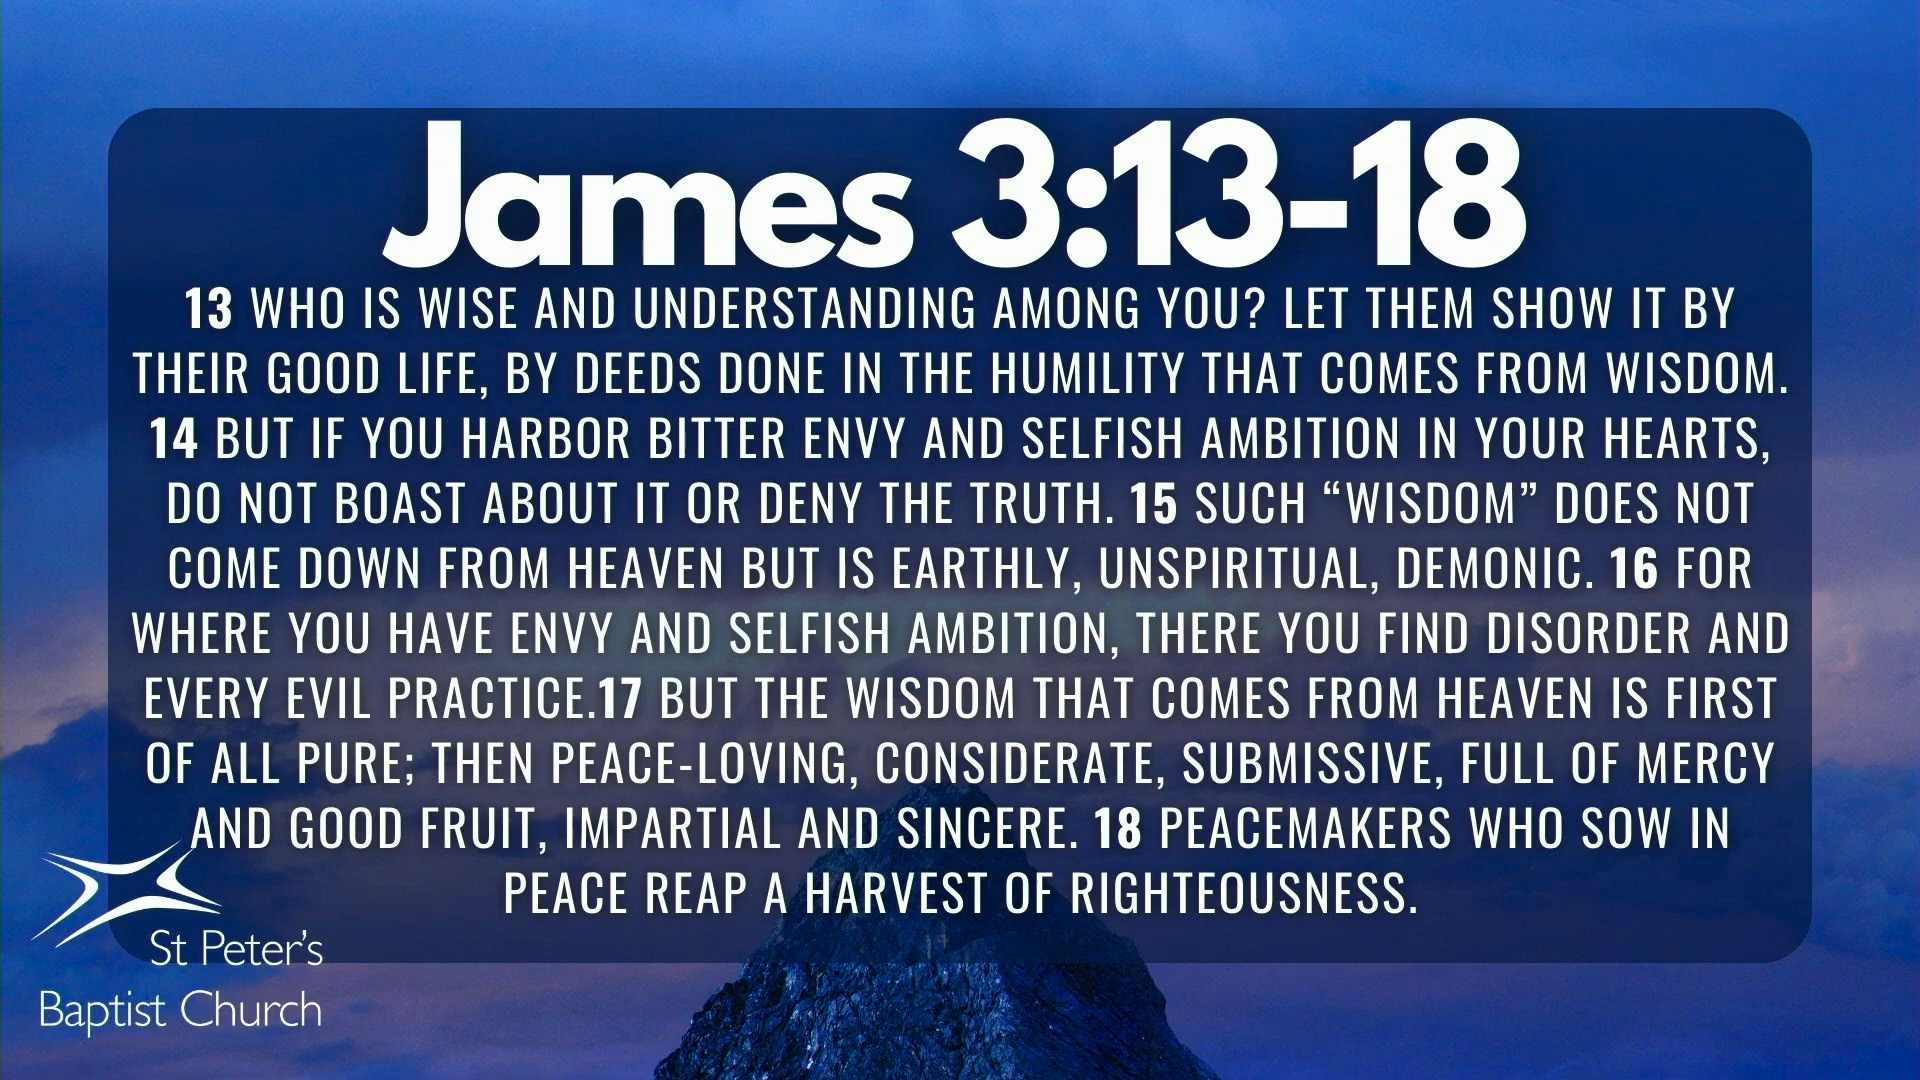 James 3:13-18
13 WHO IS WISE AND UNDERSTANDING AMONG YOU? LET THEM SHOW IT BY
THEIR GOOD LIFE, BY DEEDS DONE IN THE HUMILITY THAT COMES FROM WISDOM.
14 BUT IF YOU HARBOR BITTER ENVY AND SELFISH AMBITION IN YOUR HEARTS,
DO NOT BOAST ABOUT IT OR DENY THE TRUTH. 15 SUCH “WISDOM” DOES NOT
COME DOWN FROM HEAVEN BUT IS EARTHLY, UNSPIRITUAL, DEMONIC. 16 FOR
WHERE YOU HAVE ENVY AND SELFISH AMBITION, THERE YOU FIND DISORDER AND
EVERY EVIL PRACTICE.17 BUT THE WISDOM THAT COMES FROM HEAVEN IS FIRST
OF ALL PURE; THEN PEACE-LOVING, CONSIDERATE, SUBMISSIVE, FULL OF MERCY
AND GOOD FRUIT, IMPARTIAL AND SINCERE. 18 PEACEMAKERS WHO SOW IN
PEACE REAP A HARVEST OF RIGHTEOUSNESS.
St Peter’s
Baptist Church